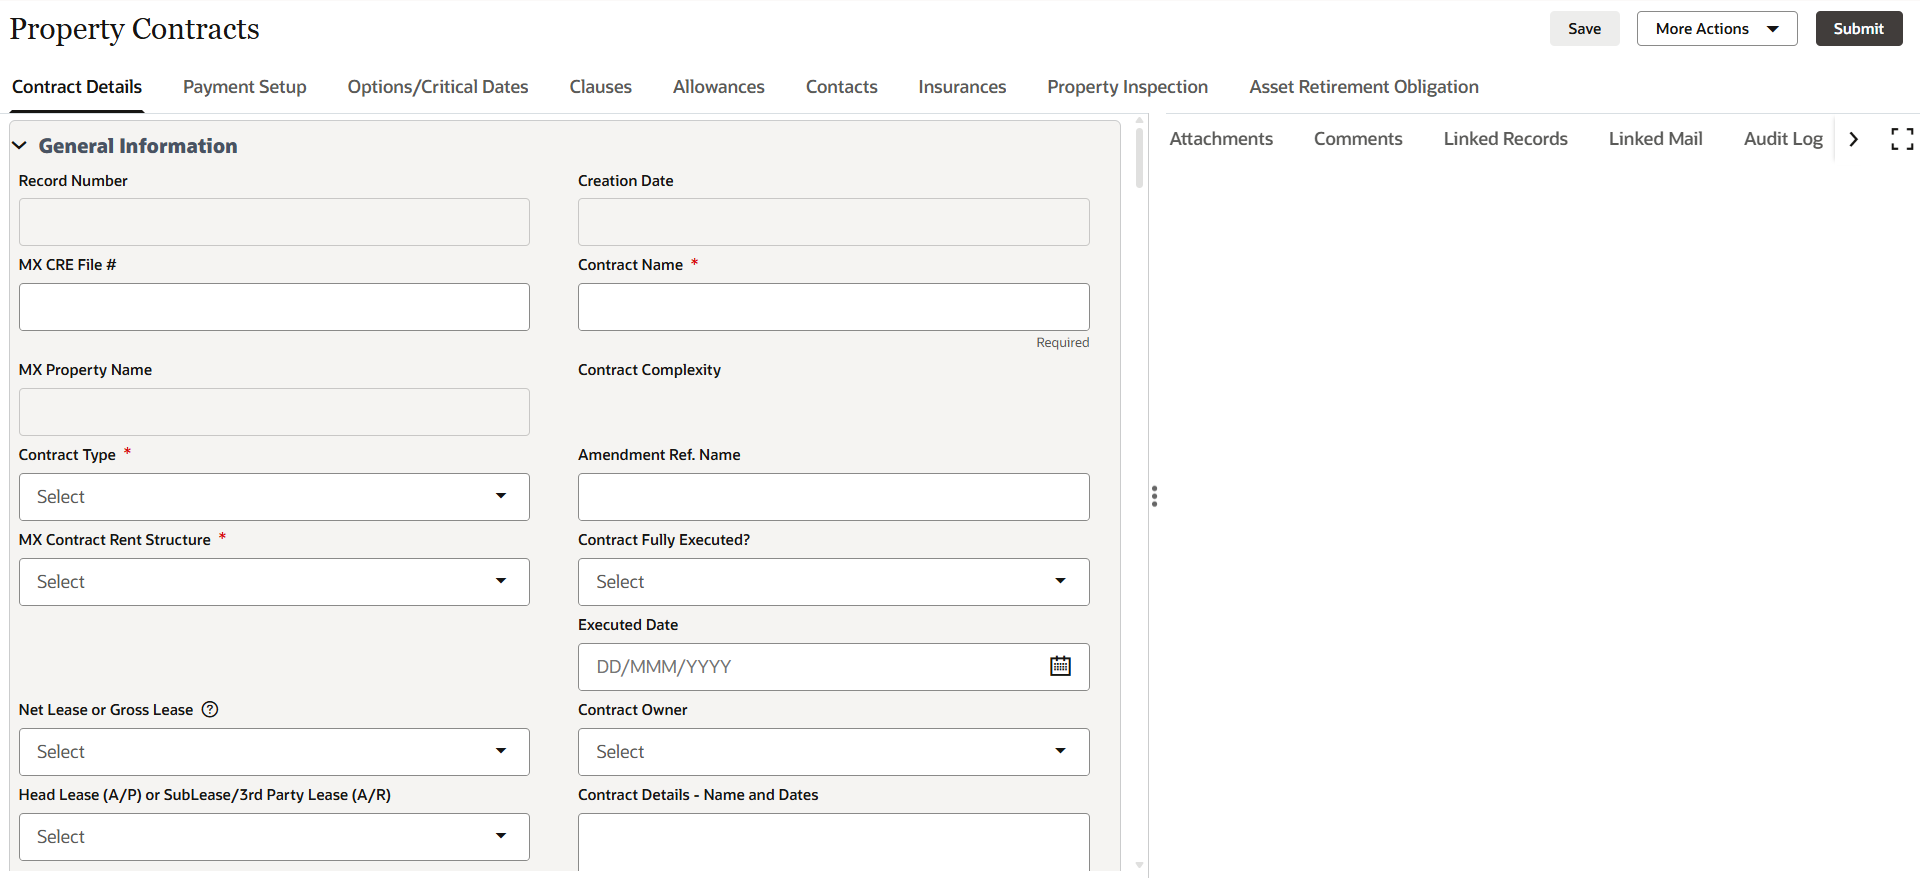 Property Contracts
Save
More Actions
Submit
Contract Details
Payment Setup
Options/Critical Dates
Clauses
Allowances
Contacts
Insurances
Property Inspection
Asset Retirement Obligation
Attachments
Comments
Linked Records
Linked Mail
Audit Log
General Information
Record Number
Creation Date
MX CRE File #
Contract Name *
Required
MX Property Name
Contract Complexity
Contract Type *
Select
Amendment Ref. Name
MX Contract Rent Structure *
Select
Contract Fully Executed?
Select
Executed Date
DD/MMM/YYYY
Net Lease or Gross Lease ?
Select
Contract Owner
Select
Head Lease (A/P) or SubLease/3rd Party Lease (A/R)
Select
Contract Details - Name and Dates